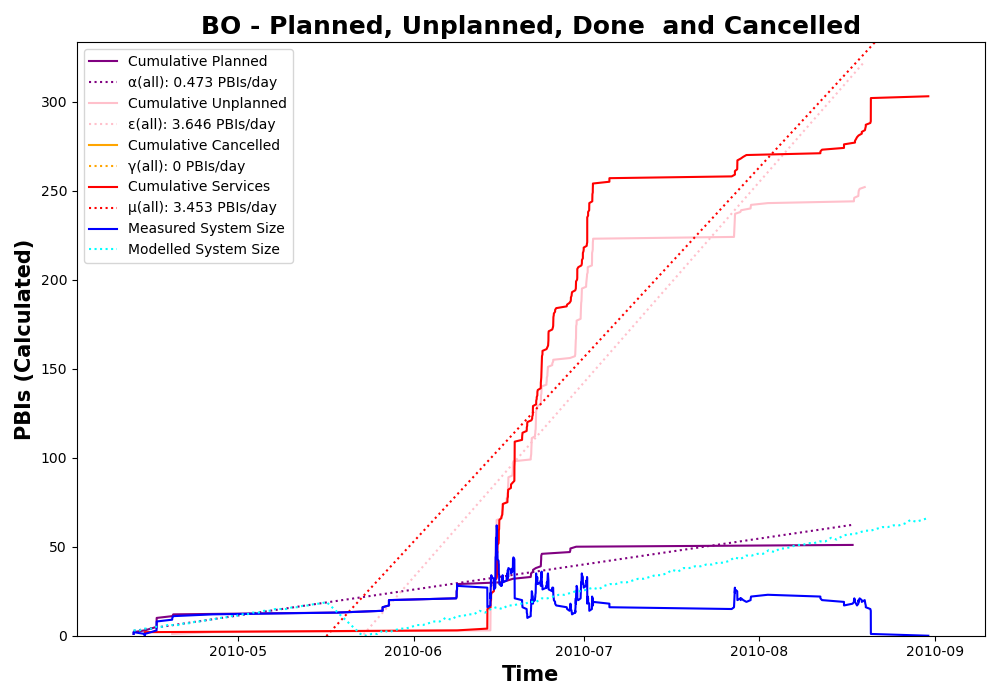 BO - Planned, Unplanned, Done  and Cancelled
Cumulative Planned
α(all): 0.473 PBIs/day
Cumulative Unplanned
ε(all): 3.646 PBIs/day
Cumulative Cancelled
γ(all): 0 PBIs/day
Cumulative Services
μ(all): 3.453 PBIs/day
Measured System Size
Modelled System Size
PBIs (Calculated)
300
250
200
150
100
50
0
2010-05
2010-06
2010-07
2010-08
2010-09
Time